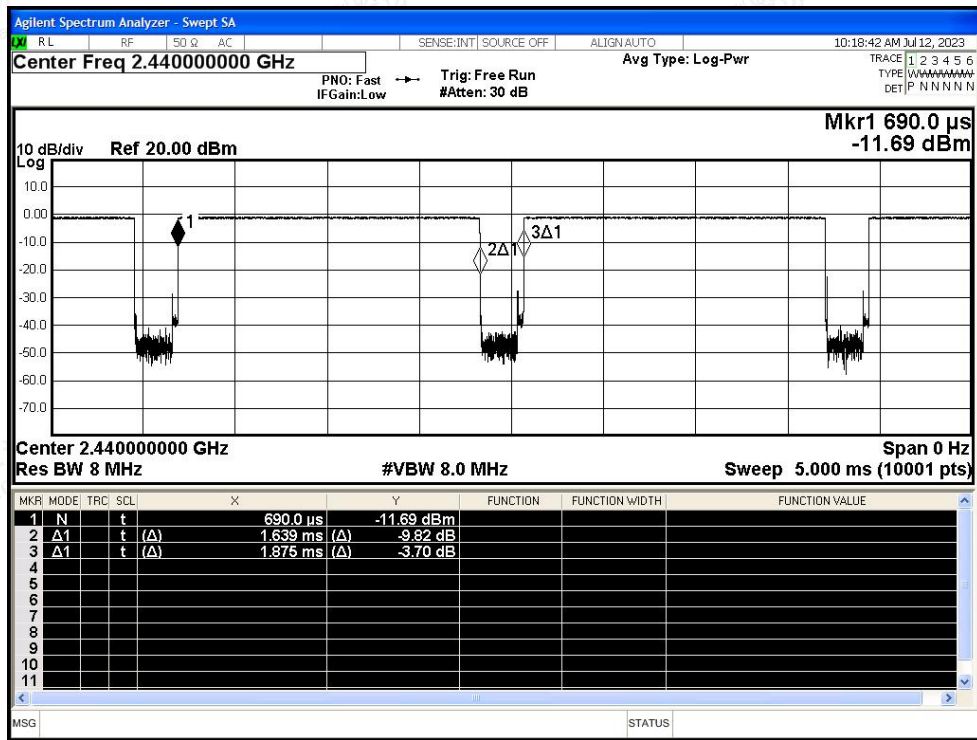 Agilent Spectrum Analyzer - Swept SA
LXI RL RF 50 Ω AC SENSE:INT SOURCE OFF ALIGN AUTO 10:18:42 AM Jul 12, 2023
Center Freq 2.440000000 GHz Avg Type: Log-Pwr TRACE 1 2 3 4 5 6
PNO: Fast Trig: Free Run TYPE W
IFGain:Low #Atten: 30 dB DET P N N N N N
Mkr1 690.0 µs
10 dB/div Ref 20.00 dBm -11.69 dBm
Log
10.0
0.00
1
3Δ1
2Δ1
-10.0
-20.0
-30.0
-40.0
-50.0
-60.0
-70.0
Center 2.440000000 GHz Span 0 Hz
Res BW 8 MHz #VBW 8.0 MHz Sweep 5.000 ms (10001 pts)
MKR MODE TRC SCL X Y FUNCTION FUNCTION WIDTH FUNCTION VALUE
1 N t 690.0 µs -11.69 dBm
2 Δ1 t (Δ) 1.639 ms (Δ) -9.82 dB
3 Δ1 t (Δ) 1.875 ms (Δ) -3.70 dB
4
5
6
7
8
9
10
11
MSG STATUS